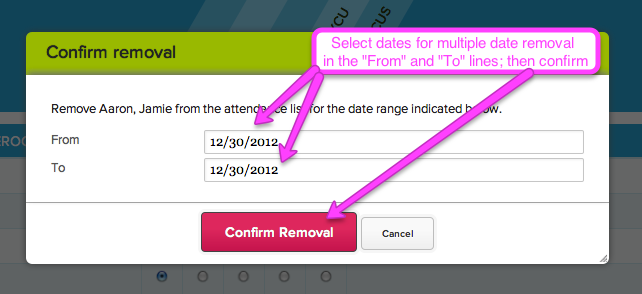 XCU
Confirm removal
Select dates for multiple date removal
in the "From" and "To" lines; then confirm
Remove Aaron, Jamie from the attendance list for the date range indicated below.
From
12/30/2012
To
12/30/2012
Confirm Removal
Cancel